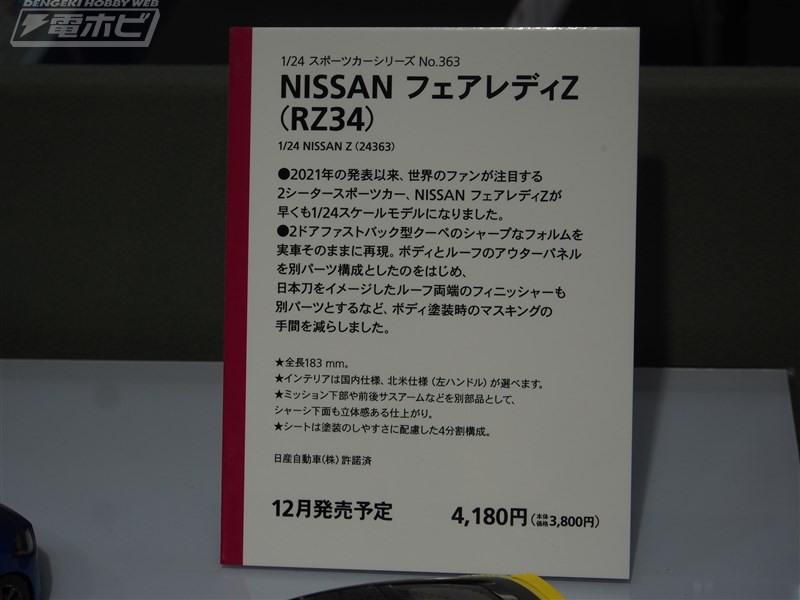 DENGEKI HOBBY WEB
電ホビ
1/24 スポーツカーシリーズ No.363
NISSAN フェアレディZ
(RZ34)
1/24 NISSAN Z (24363)
●2021年の発表以来、世界のファンが注目する
2シータースポーツカー、NISSAN フェアレディZが
早くも1/24スケールモデルになりました。
●2ドアファストバック型クーペのシャープなフォルムを
実車そのままに再現。ボディとルーフのアウターパネル
を別パーツ構成としたのをはじめ、
日本刀をイメージしたルーフ両端のフィニッシャーも
別パーツとするなど、ボディ塗装時のマスキングの
手間を減らしました。
★全長183 mm。
★インテリアは国内仕様、北米仕様 (左ハンドル) が選べます。
★ミッション下部や前後サスアームなどを別部品として、
シャーシ下面も立体感ある仕上がり。
★シートは塗装のしやすさに配慮した4分割構成。
日産自動車(株) 許諾済
12月発売予定 4,180円 (本体価格3,800円)